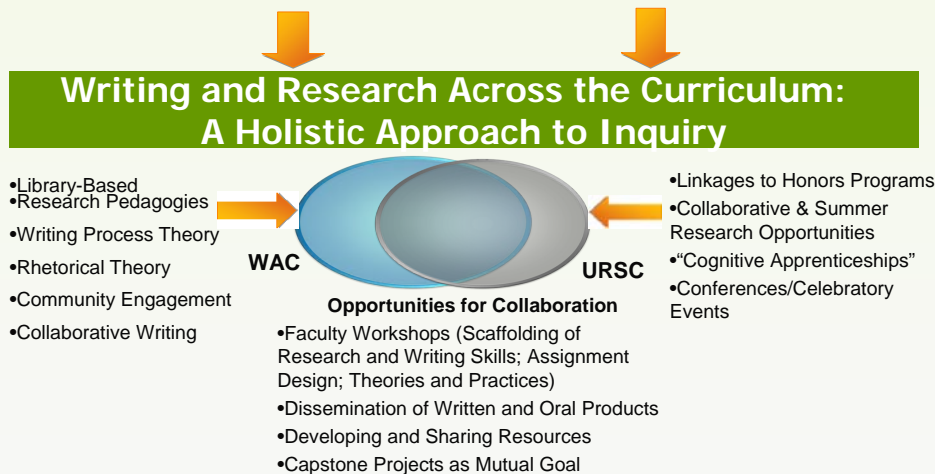 Writing and Research Across the Curriculum:
A Holistic Approach to Inquiry
•Library-Based
•Research Pedagogies
•Writing Process Theory
•Rhetorical Theory
•Community Engagement
•Collaborative Writing
WAC
URSC
•Linkages to Honors Programs
•Collaborative & Summer
Research Opportunities
•“Cognitive Apprenticeships”
•Conferences/Celebratory
Events
Opportunities for Collaboration
•Faculty Workshops (Scaffolding of
Research and Writing Skills; Assignment
Design; Theories and Practices)
•Dissemination of Written and Oral Products
•Developing and Sharing Resources
•Capstone Projects as Mutual Goal